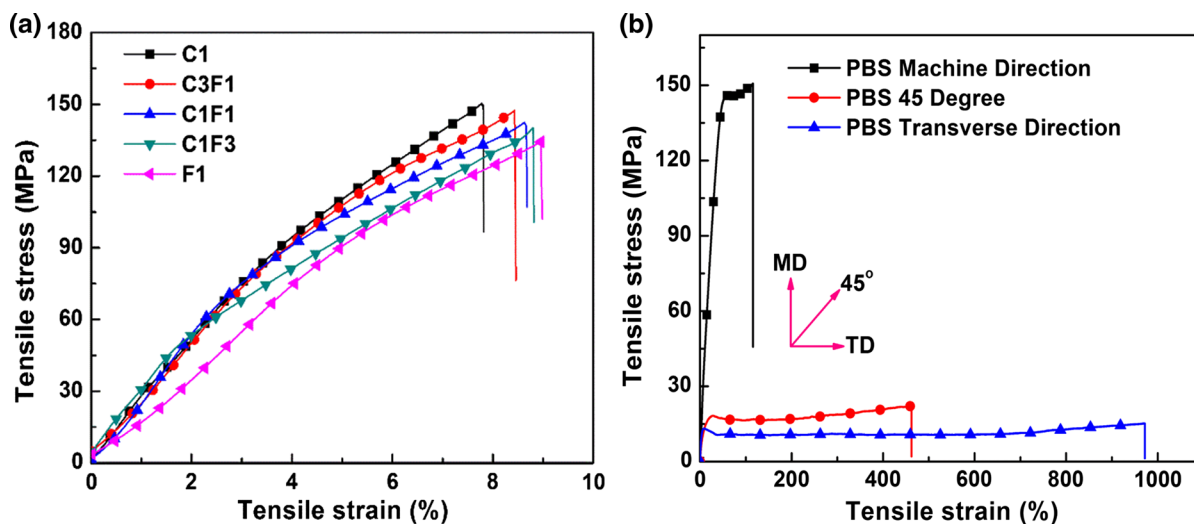 (a)
180
150
120
90
60
30
0
Tensile stress (MPa)
C1
C3F1
C1F1
C1F3
F1
0 2 4 6 8 10
Tensile strain (%)
(b)
180
150
120
90
60
30
0
Tensile stress (MPa)
PBS Machine Direction
PBS 45 Degree
PBS Transverse Direction
MD
45°
TD
0 200 400 600 800 1000
Tensile strain (%)